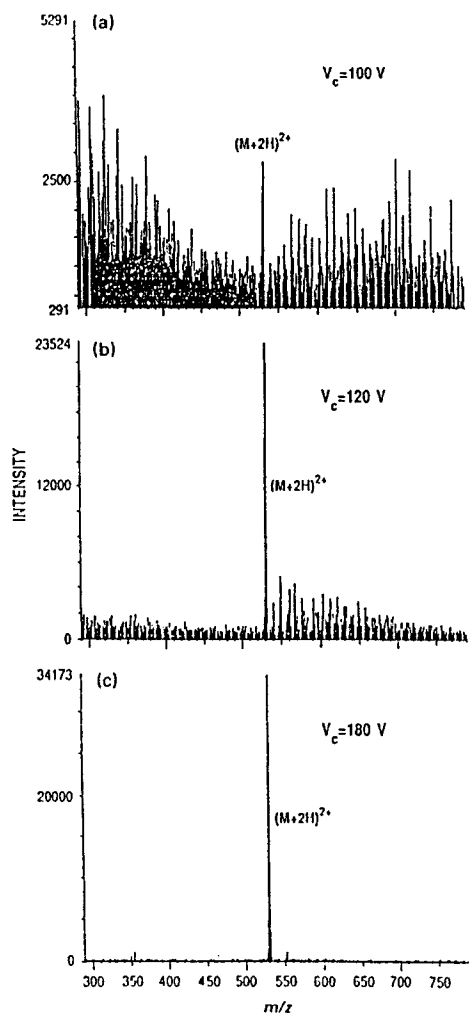 5291
(a)
V_c=100 V
(M+2H)²⁺
2500
291
23524
(b)
V_c=120 V
INTENSITY
12000
(M+2H)²⁺
0
34173
(c)
V_c=180 V
20000
(M+2H)²⁺
0
300 350 400 450 500 550 600 650 700 750
m/z